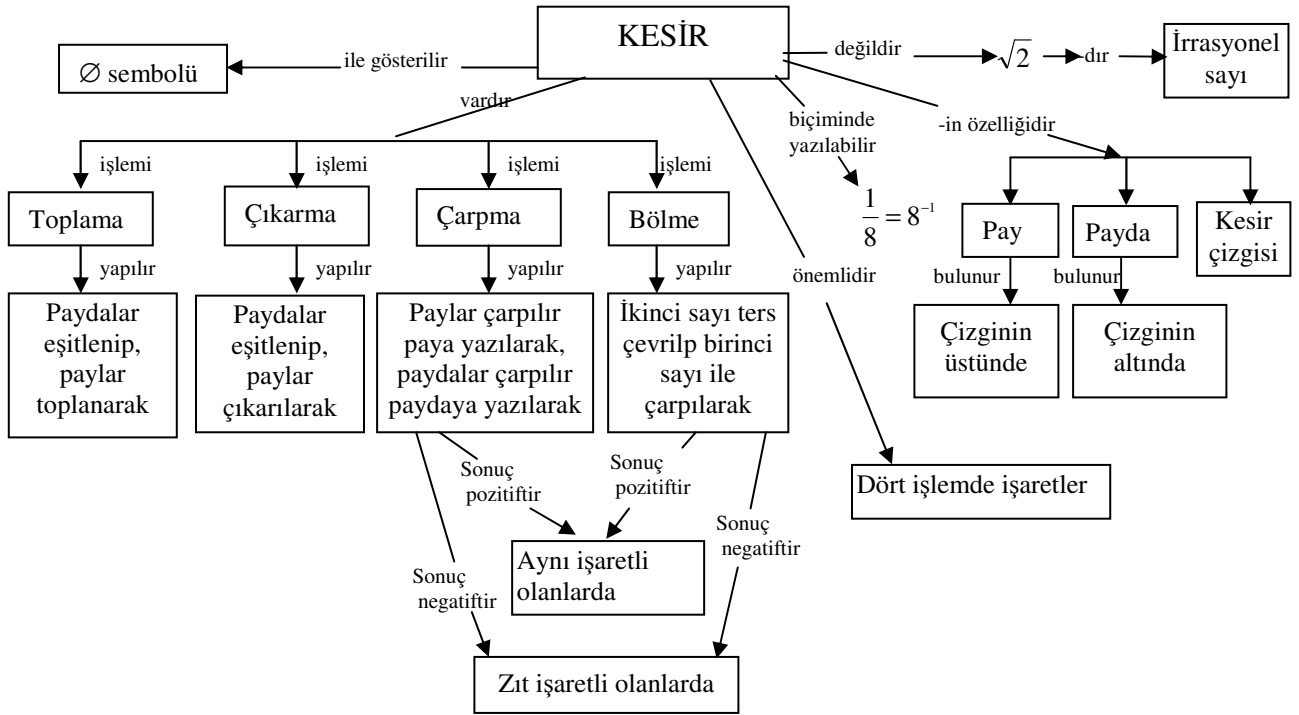 KESİR
∅ sembolü
ile gösterilir
değildir
√2
dır
İrrasyonel
sayı
vardır
biçiminde
yazılabilir
-in özelliğidir
işlemi
işlemi
işlemi
işlemi
Toplama
Çıkarma
Çarpma
Bölme
1/8 = 8⁻¹
Pay
Payda
Kesir
çizgisi
yapılır
yapılır
yapılır
yapılır
önemlidir
bulunur
bulunur
Paydalar
eşitlenip,
paylar
toplanarak
Paydalar
eşitlenip,
paylar
çıkarılarak
Paylar çarpılır
paya yazılarak,
paydalar çarpılır
paydaya yazılarak
İkinci sayı ters
çevrilp birinci
sayı ile
çarpılarak
Çizginin
üstünde
Çizginin
altında
Sonuç
pozitiftir
Sonuç
pozitiftir
Dört işlemde işaretler
Sonuç
negatiftir
Aynı işaretli
olanlarda
Sonuç
negatiftir
Zıt işaretli olanlarda